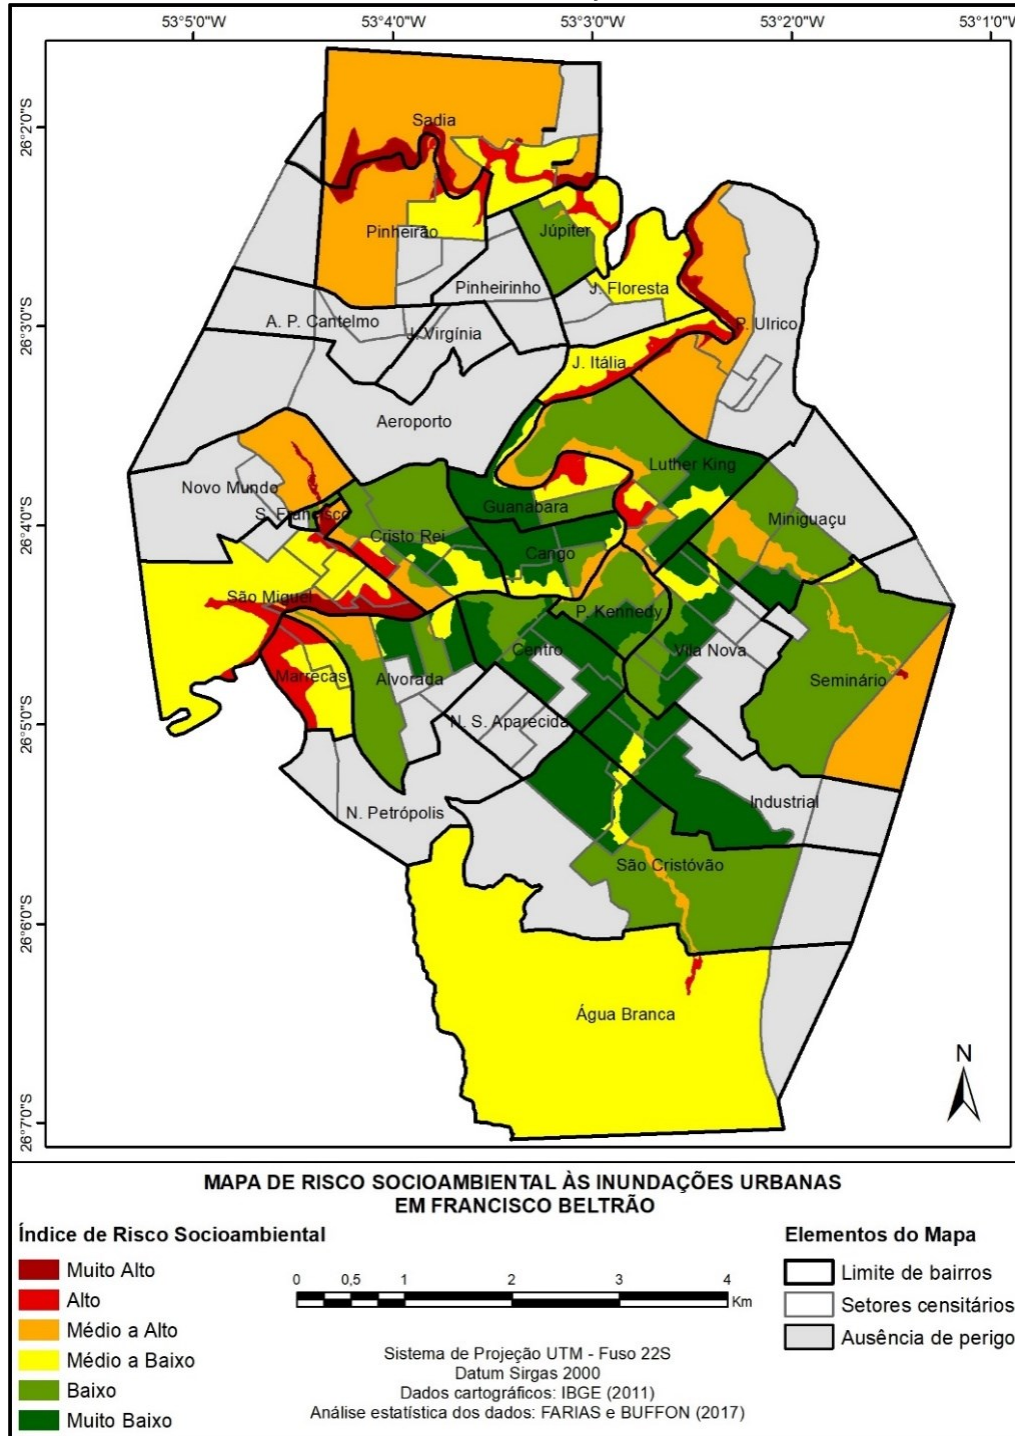 53°5'0"W 53°4'0"W 53°3'0"W 53°2'0"W 53°1'0"W
26°2'0"S
26°3'0"S
26°4'0"S
26°5'0"S
26°6'0"S
26°7'0"S
Sadia
Pinheirão
Júpiter
Pinheirinho
J. Floresta
A. P. Cantelmo
J. Virgínia
P. Ulrico
J. Itália
Aeroporto
Luther King
Novo Mundo
S. Francisco
Guanabara
Miniguaçu
Cristo Rei
Cango
São Miguel
P. Kennedy
Centro
Vila Nova
Marrecas
Alvorada
Seminário
N. S. Aparecida
N. Petrópolis
Industrial
São Cristóvão
Água Branca
N
MAPA DE RISCO SOCIOAMBIENTAL ÀS INUNDAÇÕES URBANAS
EM FRANCISCO BELTRÃO
Índice de Risco Socioambiental
Muito Alto
Alto
Médio a Alto
Médio a Baixo
Baixo
Muito Baixo
0 0,5 1 2 3 4
Km
Sistema de Projeção UTM - Fuso 22S
Datum Sirgas 2000
Dados cartográficos: IBGE (2011)
Análise estatística dos dados: FARIAS e BUFFON (2017)
Elementos do Mapa
Limite de bairros
Setores censitários
Ausência de perigo